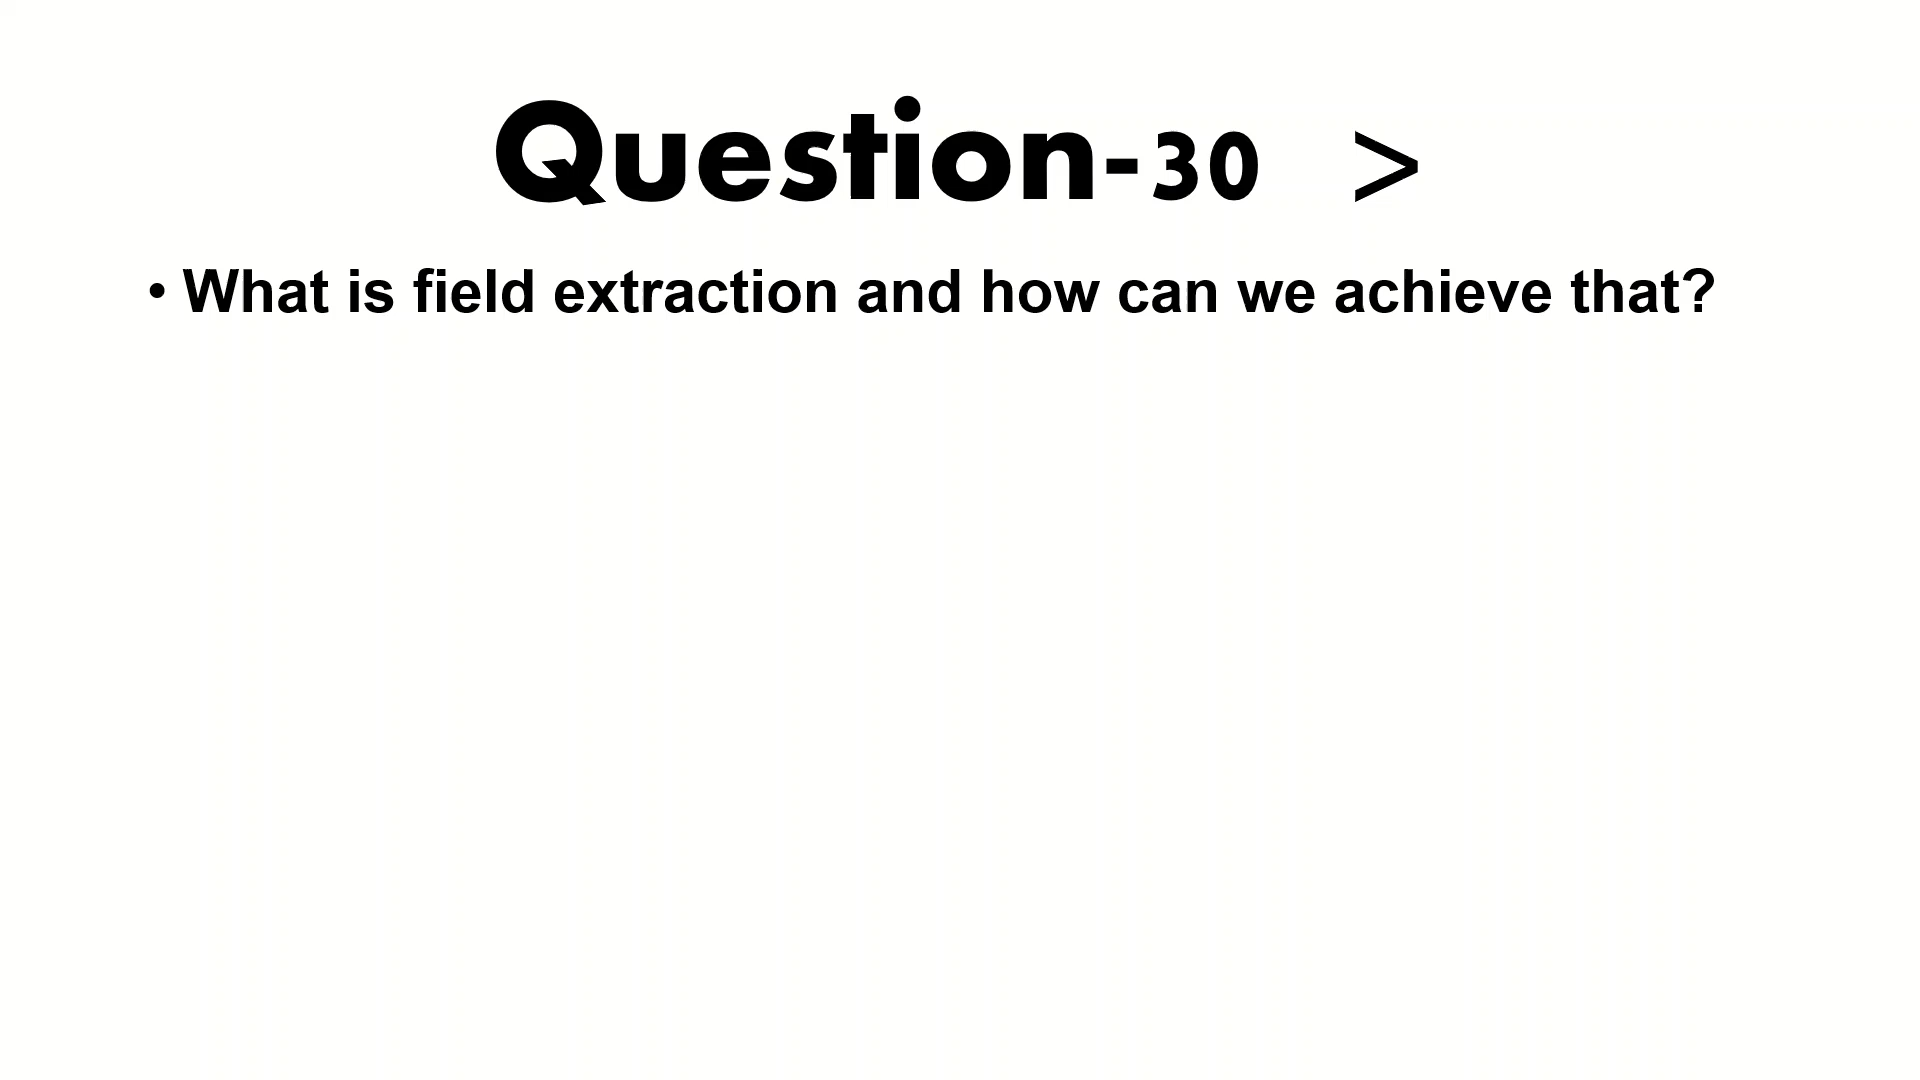 Question-30 >
• What is field extraction and how can we achieve that?